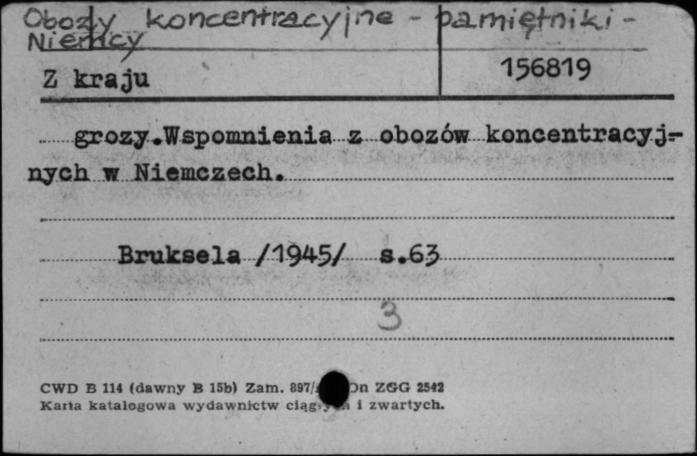 Obozy koncentracyjne - pamiętniki -
Niemcy
Z kraju
156819
grozy.Wspomnienia z obozów koncentracyj-
nych w Niemczech.
Bruksela /1945/ s.63
3
CWD B 114 (dawny B 15b) Zam. 897/ Dn ZGG 2542
Karta katalogowa wydawnictw i zwartych.